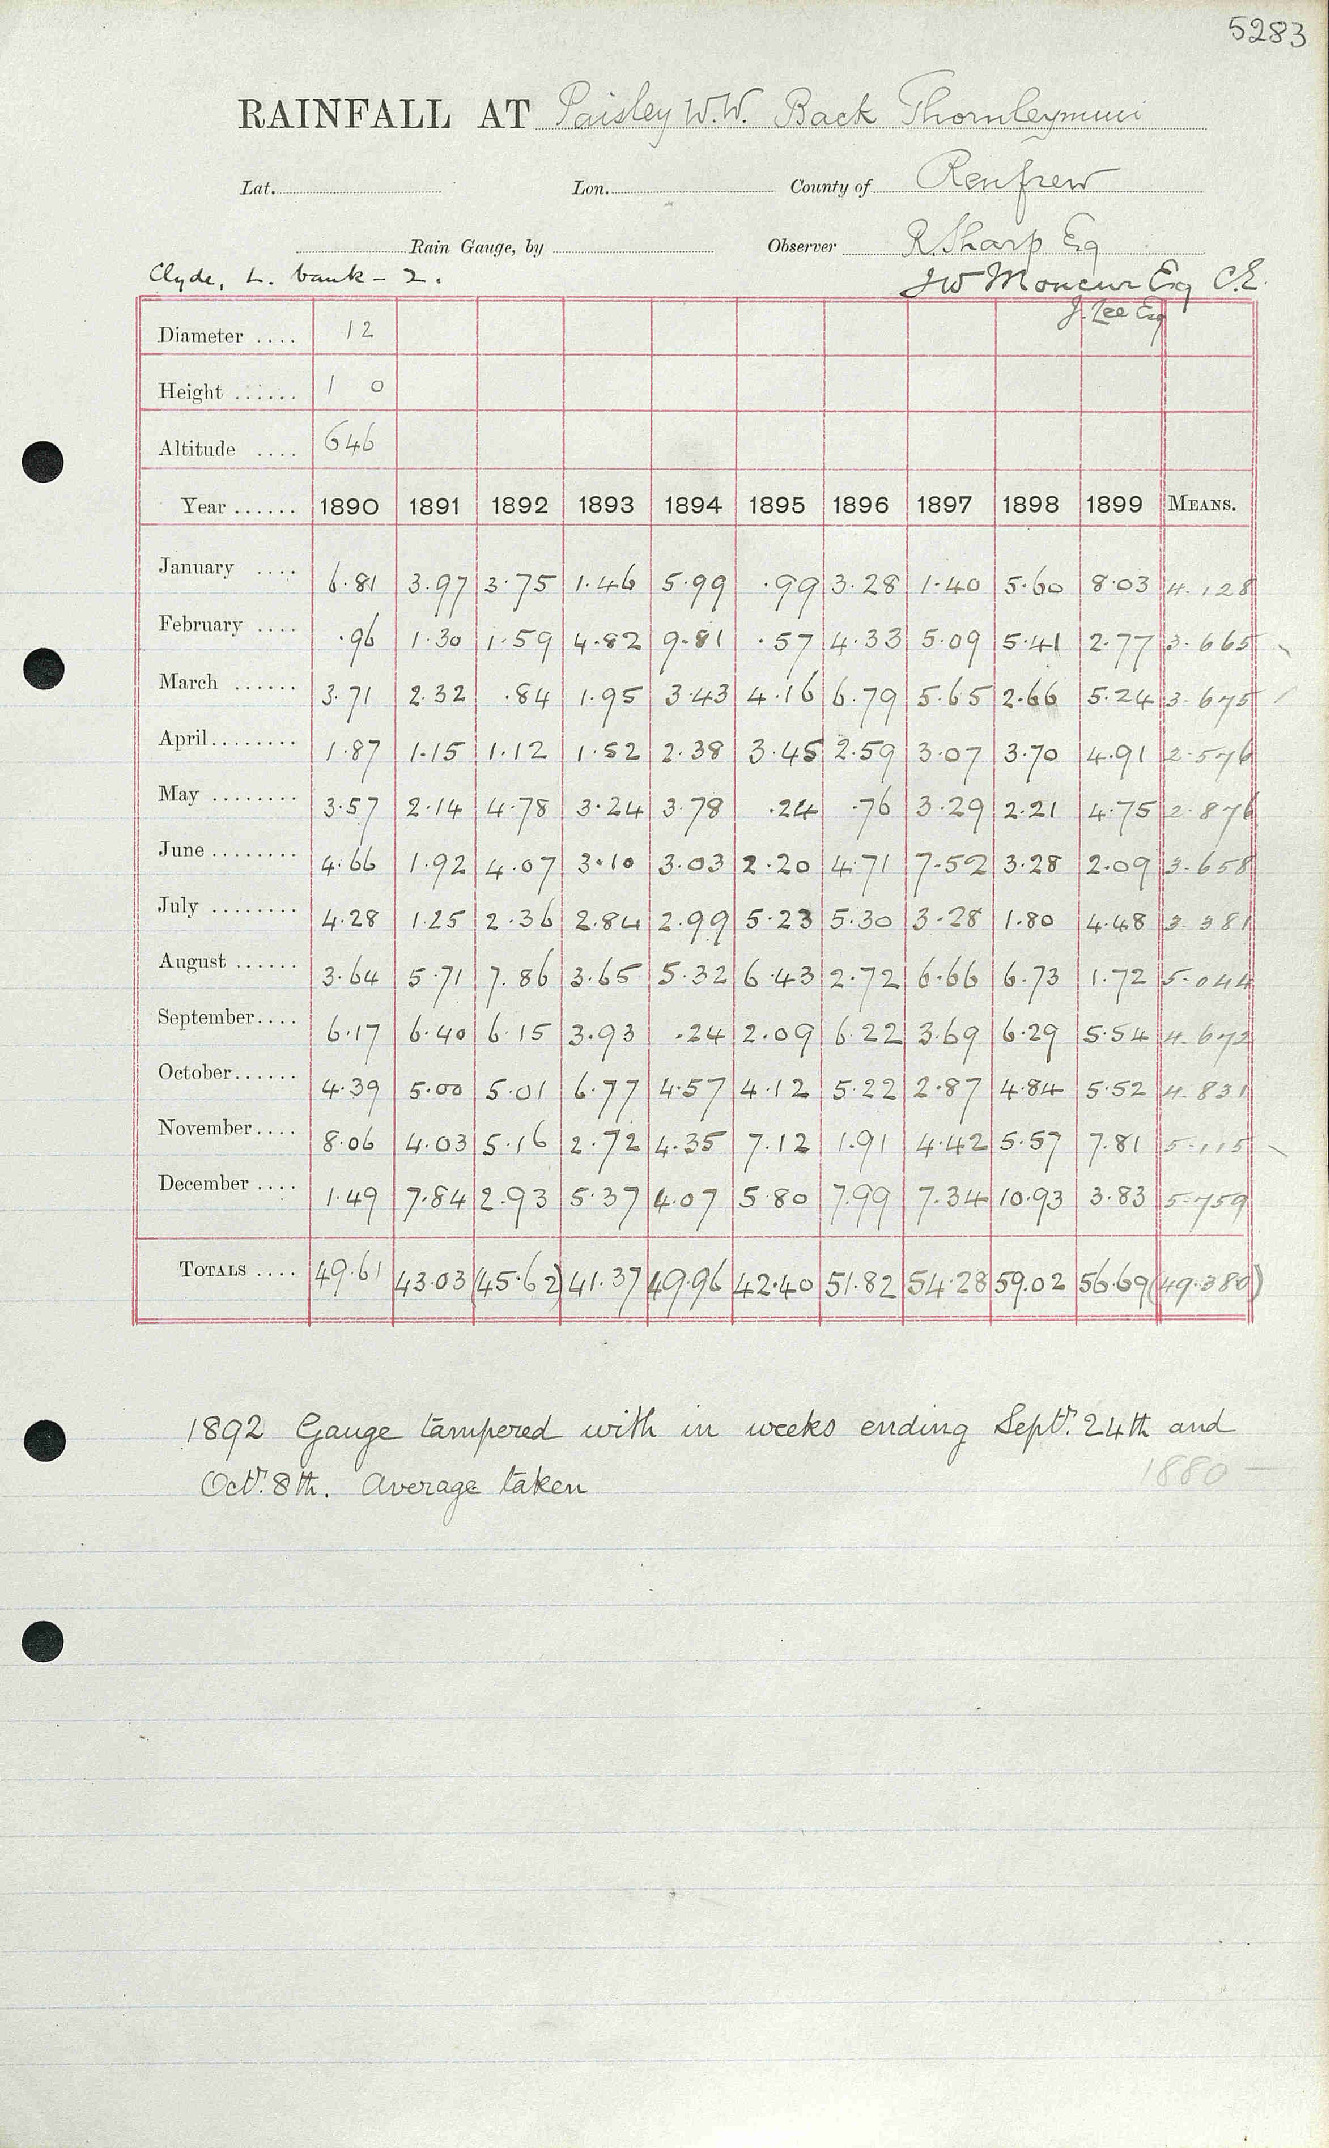 5283
RAINFALL AT Paisley W.W. Back Thornleymuir
Lat. Lon. County of Renfrew
Rain Gauge, by Observer R. Sharp Esq
Clyde, L. bank - 2. JW Moncur Esq C.E.
J. Lee Esq
Diameter .... 12
Height ...... 1 0
Altitude .... 646
Year ...... 1890 1891 1892 1893 1894 1895 1896 1897 1898 1899 MEANS.
January .... 6.81 3.97 3.75 1.46 5.99 .99 3.28 1.40 5.60 8.03 4.128
February .... .96 1.30 1.59 4.82 9.81 .57 4.33 5.09 5.41 2.77 3.665
March ...... 3.71 2.32 .84 1.95 3.43 4.16 6.79 5.65 2.66 5.24 3.675
April ........ 1.87 1.15 1.12 1.52 2.38 3.45 2.59 3.07 3.70 4.91 2.576
May ........ 3.57 2.14 4.78 3.24 3.78 .24 .76 3.29 2.21 4.75 2.876
June ........ 4.66 1.92 4.07 3.10 3.03 2.20 4.71 7.52 3.28 2.09 3.658
July ........ 4.28 1.25 2.36 2.84 2.99 5.23 5.30 3.28 1.80 4.48 3.381
August ...... 3.64 5.71 7.86 3.65 5.32 6.43 2.72 6.66 6.73 1.72 5.044
September .... 6.17 6.40 6.15 3.93 .24 2.09 6.22 3.69 6.29 5.54 4.672
October ...... 4.39 5.00 5.01 6.77 4.57 4.12 5.22 2.87 4.84 5.52 4.831
November .... 8.06 4.03 5.16 2.72 4.35 7.12 1.91 4.42 5.57 7.81 5.115
December .... 1.49 7.84 2.93 5.37 4.07 5.80 7.99 7.34 10.93 3.83 5.759
TOTALS .... 49.61 43.03 (45.62) 41.37 49.96 42.40 51.82 54.28 59.02 56.69 (49.380)
1892 Gauge tampered with in weeks ending Septr. 24th and
Octr. 8th. Average taken
1880 —